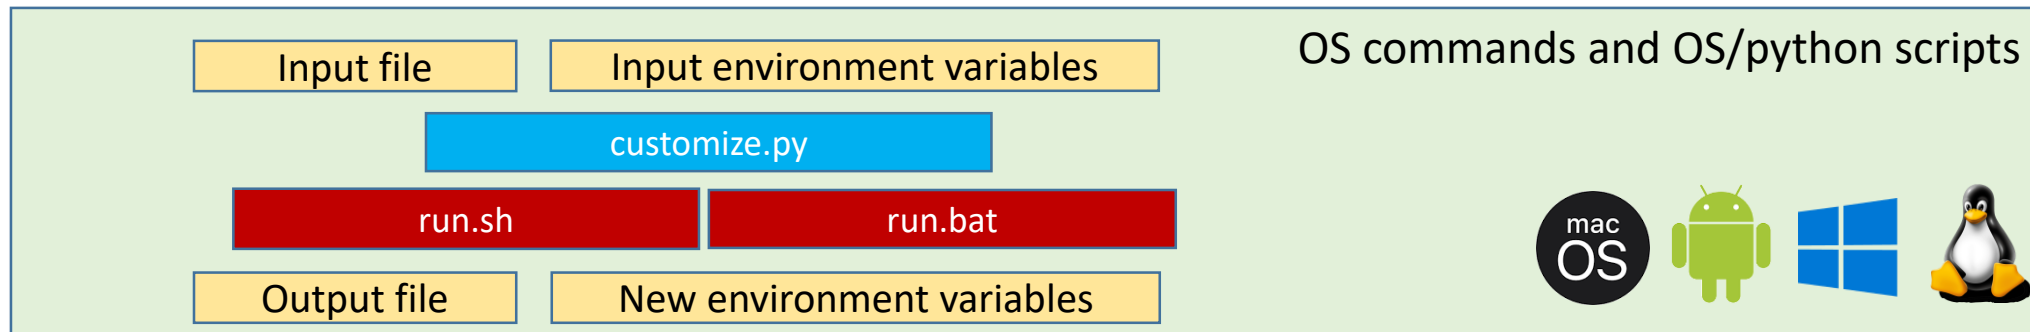 Input file
Input environment variables
OS commands and OS/python scripts
customize.py
run.sh
run.bat
mac
OS
Output file
New environment variables